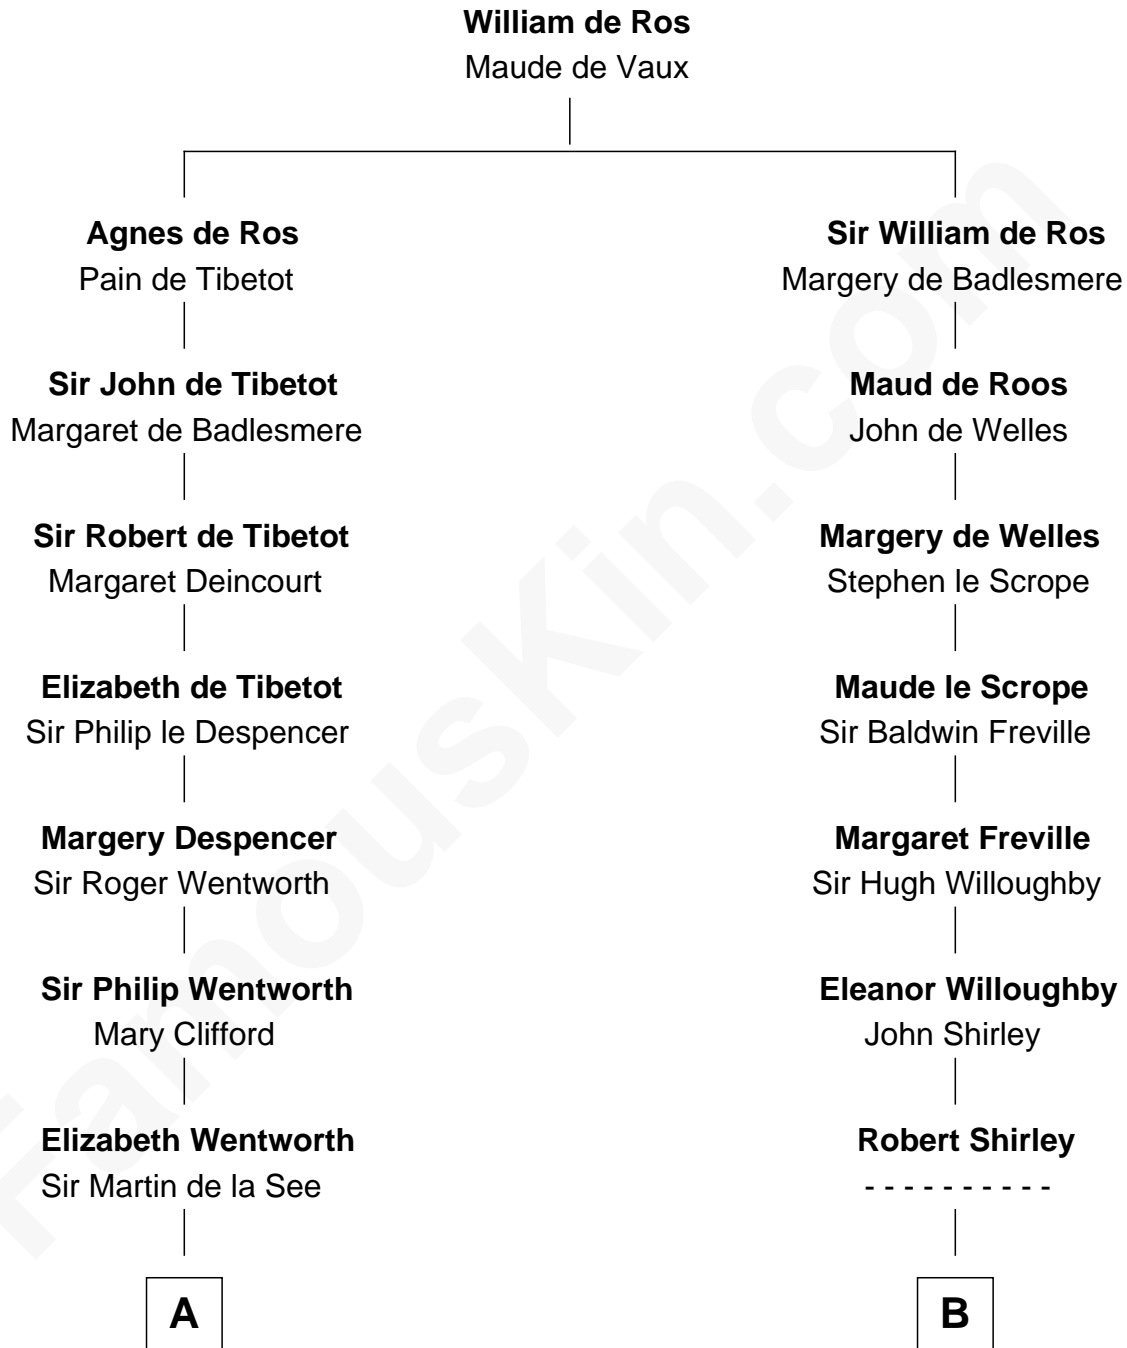 William de Ros
Maude de Vaux
Agnes de Ros
Pain de Tibetot
Sir William de Ros
Margery de Badlesmere
Sir John de Tibetot
Margaret de Badlesmere
Maud de Roos
John de Welles
Sir Robert de Tibetot
Margaret Deincourt
Margery de Welles
Stephen le Scrope
Elizabeth de Tibetot
Sir Philip le Despencer
Maude le Scrope
Sir Baldwin Freville
Margery Despencer
Sir Roger Wentworth
Margaret Freville
Sir Hugh Willoughby
Sir Philip Wentworth
Mary Clifford
Eleanor Willoughby
John Shirley
Elizabeth Wentworth
Sir Martin de la See
Robert Shirley
- - - - - - - - - -
A
B
FamousKin.com